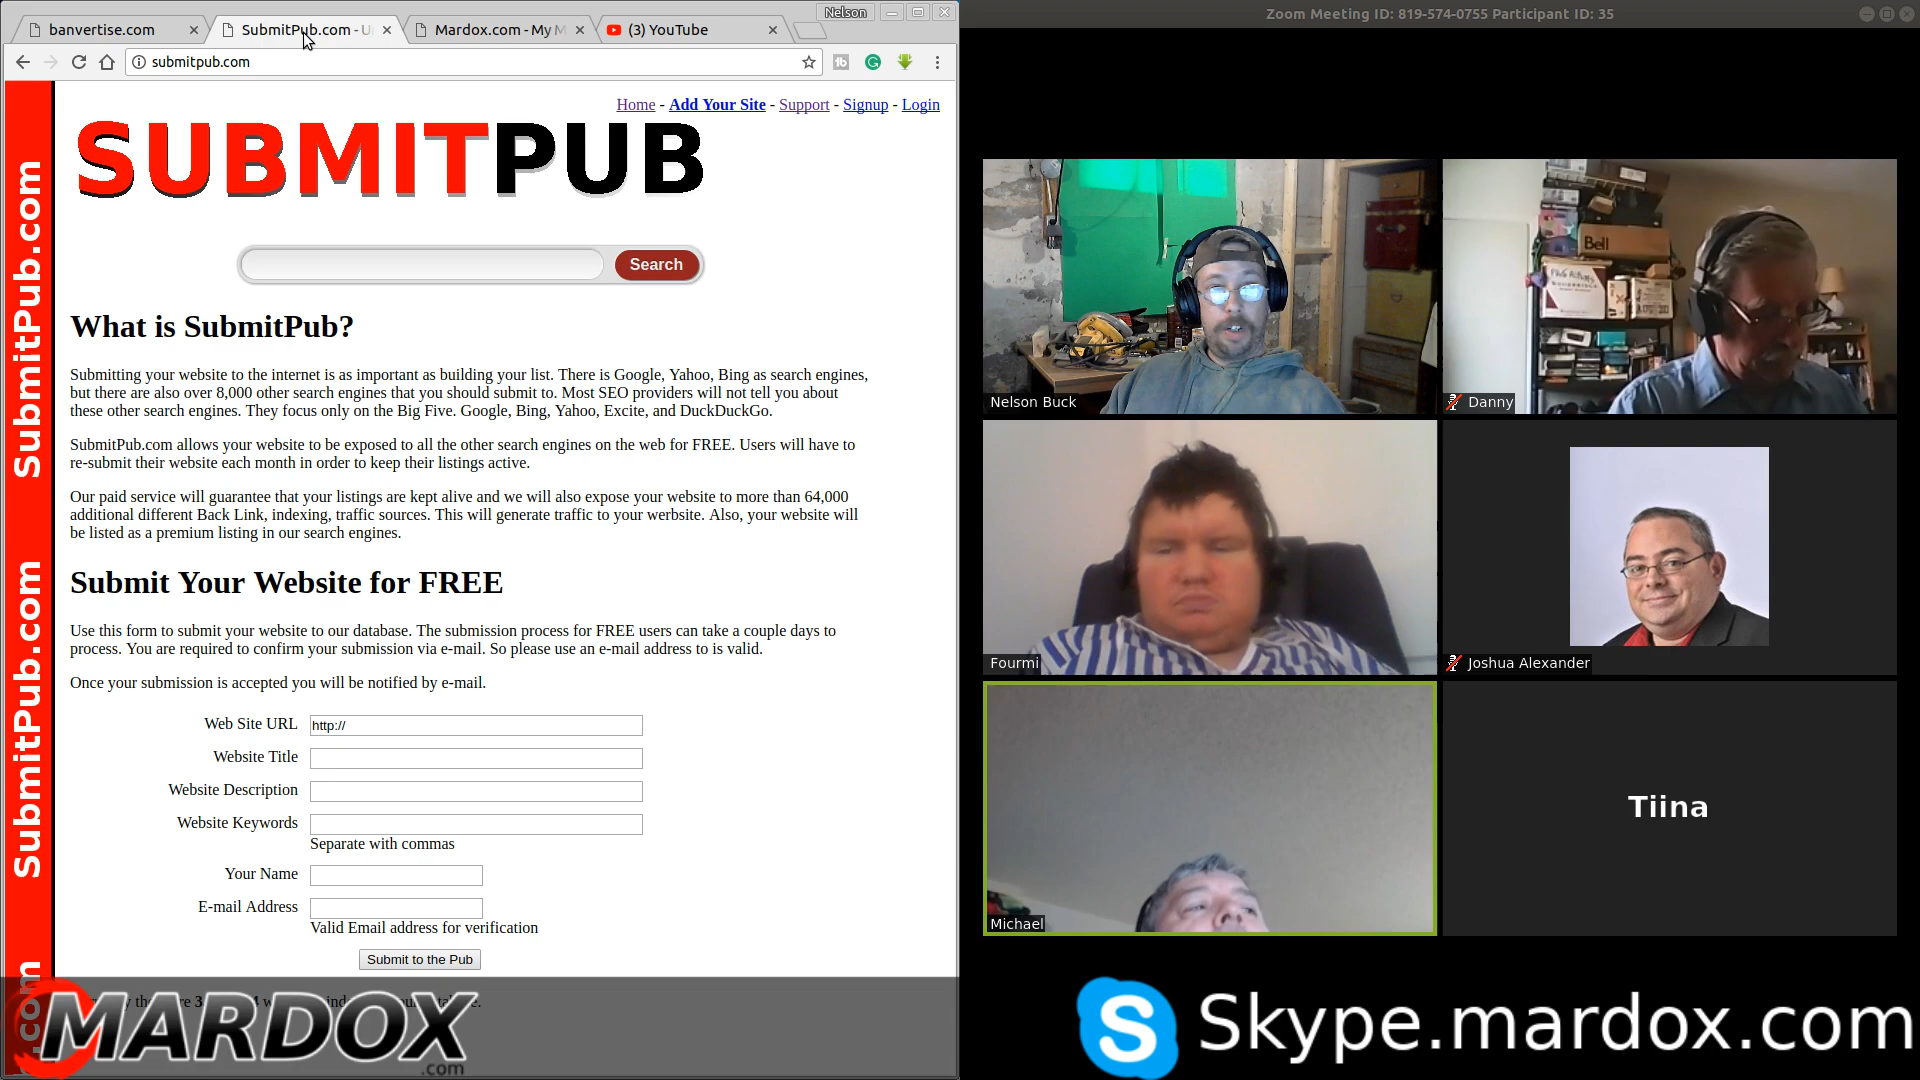 Nelson
banvertise.com
SubmitPub.com - U
Mardox.com - My M
(3) YouTube
submitpub.com
Home - Add Your Site - Support - Signup - Login
SUBMITPUB
Search
What is SubmitPub?
Submitting your website to the internet is as important as building your list. There is Google, Yahoo, Bing as search engines,
but there are also over 8,000 other search engines that you should submit to. Most SEO providers will not tell you about
these other search engines. They focus only on the Big Five. Google, Bing, Yahoo, Excite, and DuckDuckGo.
SubmitPub.com allows your website to be exposed to all the other search engines on the web for FREE. Users will have to
re-submit their website each month in order to keep their listings active.
Our paid service will guarantee that your listings are kept alive and we will also expose your website to more than 64,000
additional different Back Link, indexing, traffic sources. This will generate traffic to your werbsite. Also, your website will
be listed as a premium listing in our search engines.
Submit Your Website for FREE
Use this form to submit your website to our database. The submission process for FREE users can take a couple days to
process. You are required to confirm your submission via e-mail. So please use an e-mail address to is valid.
Once your submission is accepted you will be notified by e-mail.
Web Site URL
http://
Website Title
Website Description
Website Keywords
Separate with commas
Your Name
E-mail Address
Valid Email address for verification
Submit to the Pub
SubmitPub.com
SubmitPub.com
.com
MARDOX
.com
Zoom Meeting ID: 819-574-0755 Participant ID: 35
Nelson Buck
Bell
Danny
Fourmi
Joshua Alexander
Michael
Tiina
Skype.mardox.com